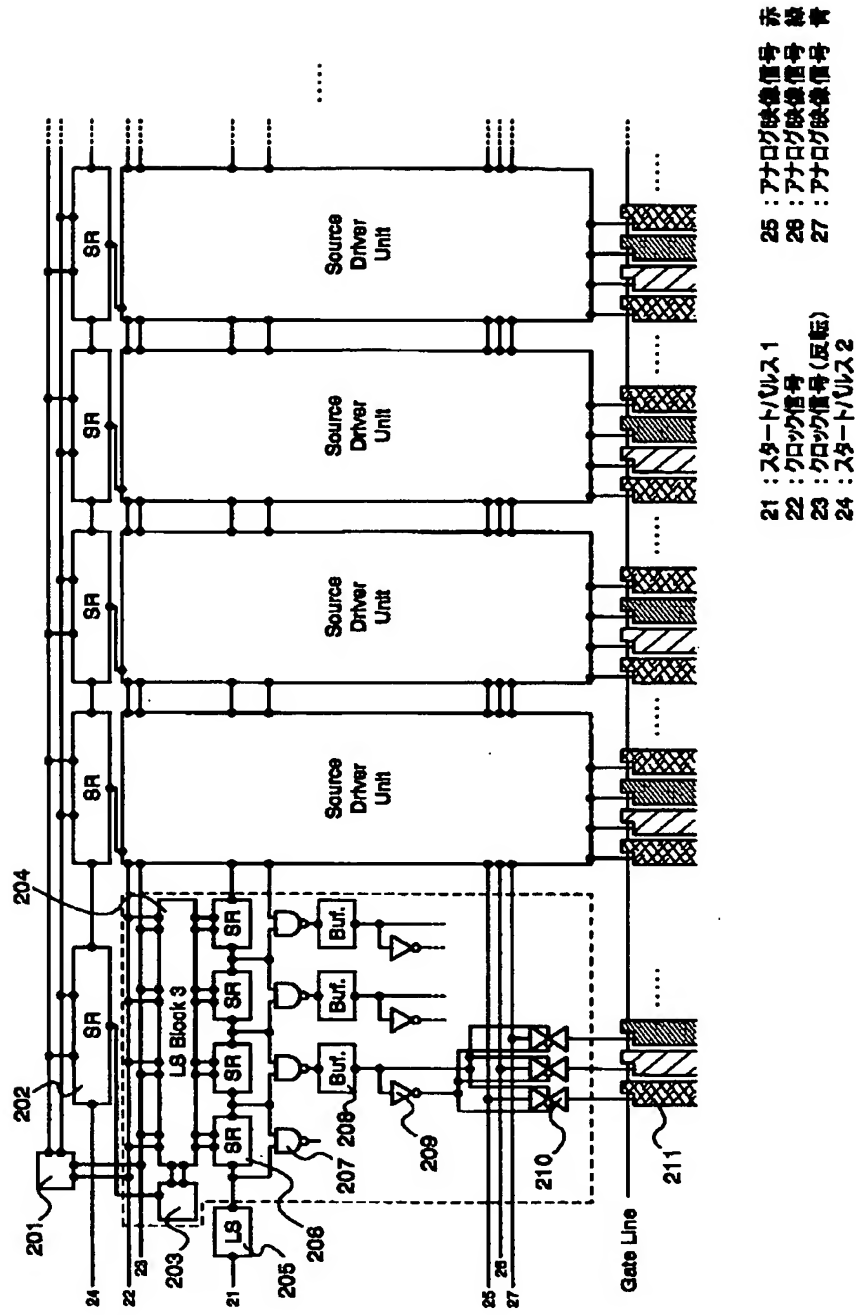 201
202
203
204
205
206
207
208
209
210
211
24
22
23
21
25
26
27
SR
SR
SR
SR
SR
LS Block 3
LS
SR
SR
SR
SR
Buf.
Buf.
Buf.
Source
Driver
Unit
Source
Driver
Unit
Source
Driver
Unit
Source
Driver
Unit
Gate Line
21 : スタートパルス1
22 : クロック信号
23 : クロック信号(反転)
24 : スタートパルス2
25 : アナログ映像信号 赤
26 : アナログ映像信号 緑
27 : アナログ映像信号 青